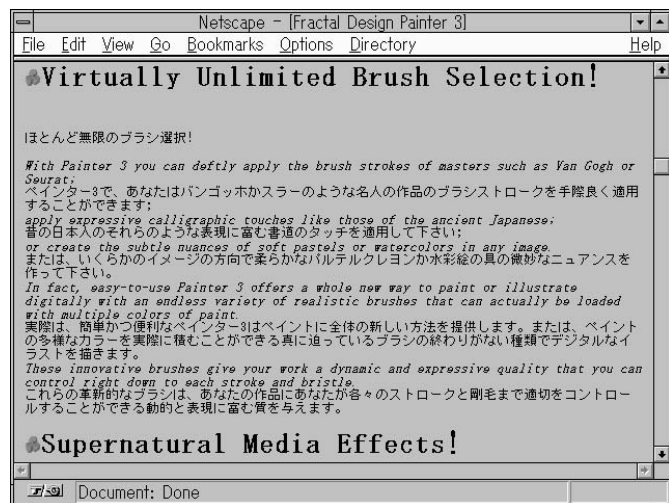 Netscape - [Fractal Design Painter 3]
File Edit View Go Bookmarks Options Directory Help
Virtually Unlimited Brush Selection!
ほとんど無限のブラシ選択!
With Painter 3 you can deftly apply the brush strokes of masters such as Van Gogh or
Seurat;
ペインター3で、あなたはバンゴッホかスラーのような名人の作品のブラシストロークを手際良く適用
することができます;
apply expressive calligraphic touches like those of the ancient Japanese;
昔の日本人のそれらのような表現に富む書道のタッチを適用して下さい;
or create the subtle nuances of soft pastels or watercolors in any image.
または、いくらかのイメージの方向で柔らかなパルテルクレヨンか水彩絵の具の微妙なニュアンスを
作って下さい。
In fact, easy-to-use Painter 3 offers a whole new way to paint or illustrate
digitally with an endless variety of realistic brushes that can actually be loaded
with multiple colors of paint.
実際は、簡単かつ便利なペインター3はペイントに全体の新しい方法を提供します。または、ペイント
の多様なカラーを実際に積むことができる真に迫っているブラシの終わりがない種類でデジタルなイ
ラストを描きます。
These innovative brushes give your work a dynamic and expressive quality that you can
control right down to each stroke and bristle.
これらの革新的なブラシは、あなたの作品にあなたが各々のストロークと剛毛まで適切をコントロー
ルすることができる動的と表現に富む質を与えます。
Supernatural Media Effects!
Document: Done